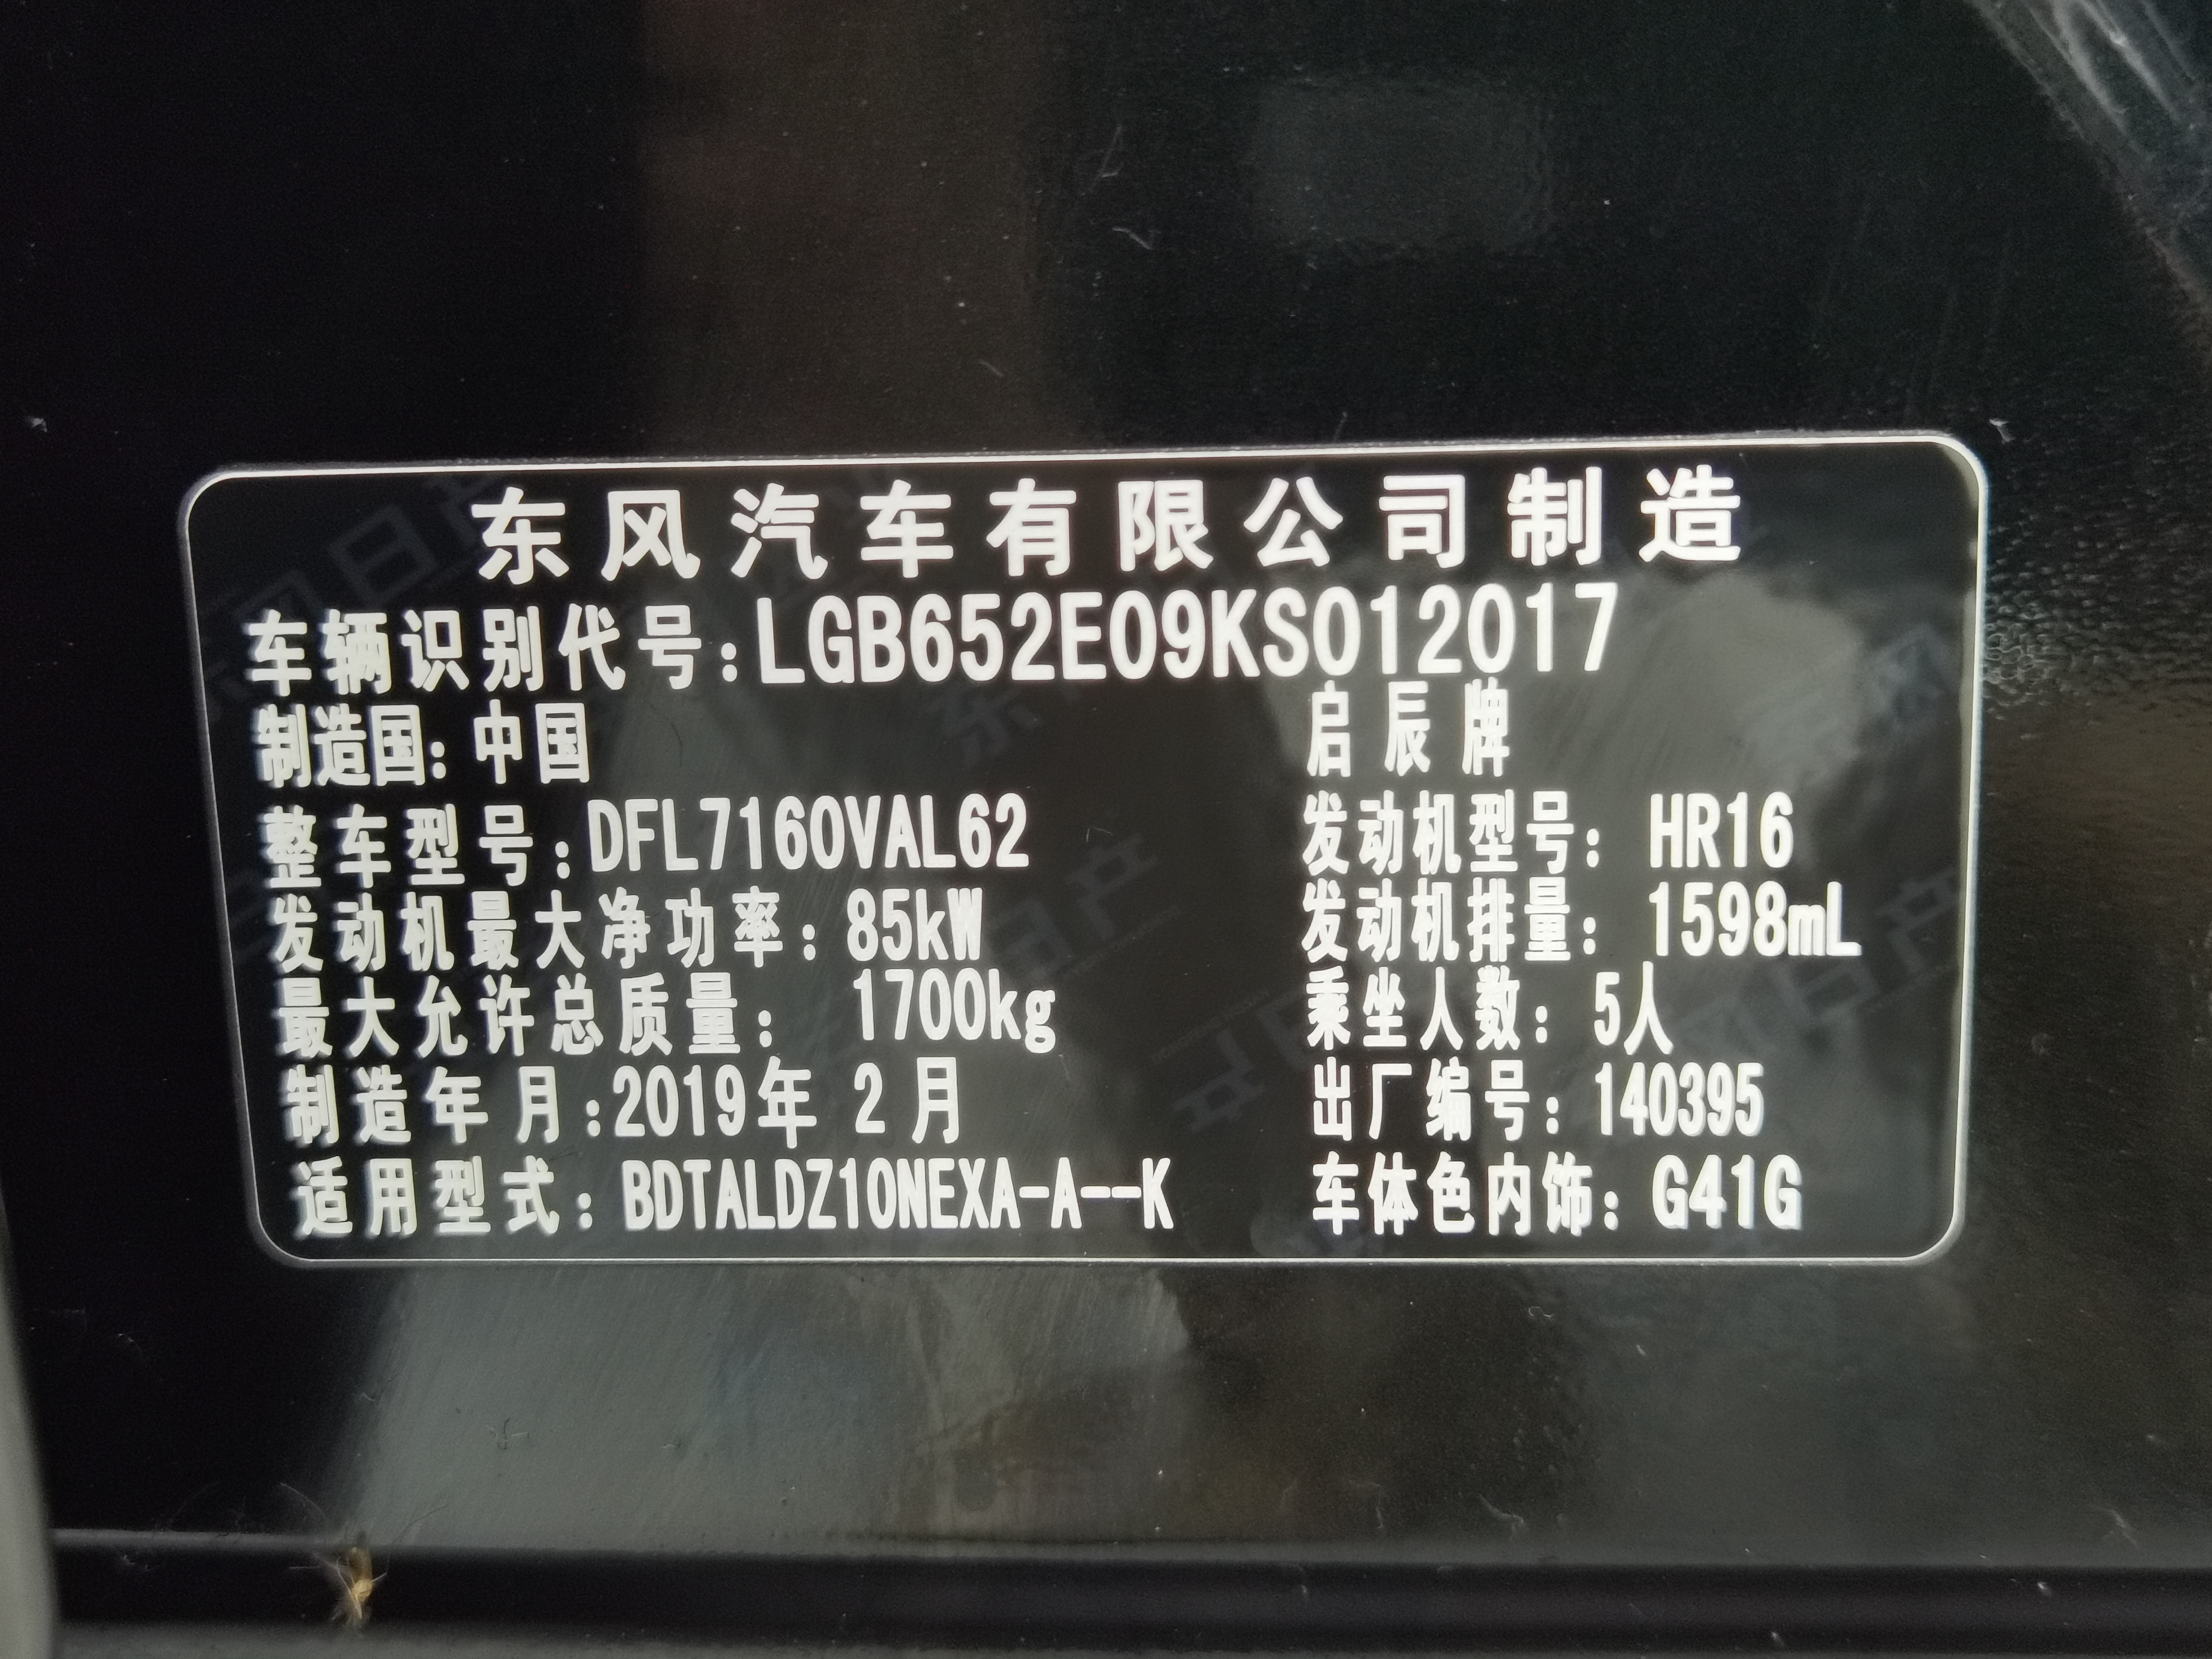 东风汽车有限公司制造
车辆识别代号:LGB652E09KS012017
制造国: 中国 启辰牌
整车型号:DFL7160VAL62 发动机型号: HR16
发动机最大净功率: 85kW 发动机排量: 1598mL
最大允许总质量: 1700kg 乘坐人数: 5人
制造年月:2019年 2月 出厂编号: 140395
适用型式: BDTALDZ10NEXA-A--K 车体色内饰: G41G